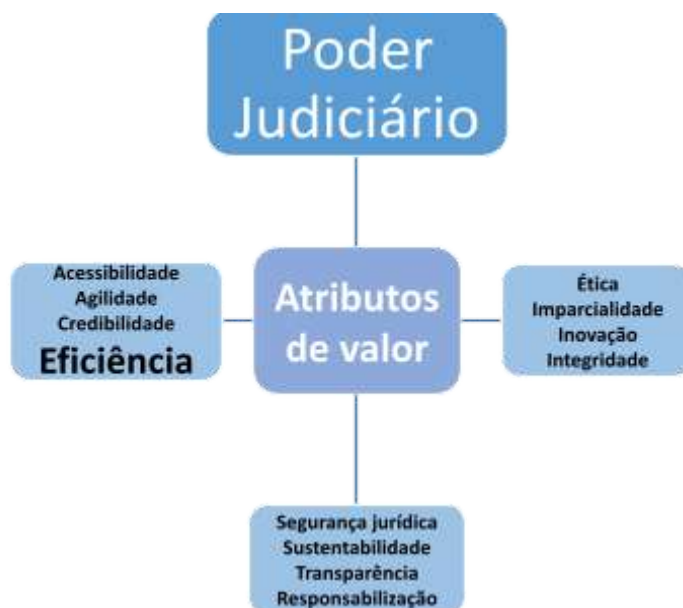 Poder
Judiciário
Acessibilidade
Agilidade
Credibilidade
Eficiência
Atributos
de valor
Ética
Imparcialidade
Inovação
Integridade
Segurança jurídica
Sustentabilidade
Transparência
Responsabilização